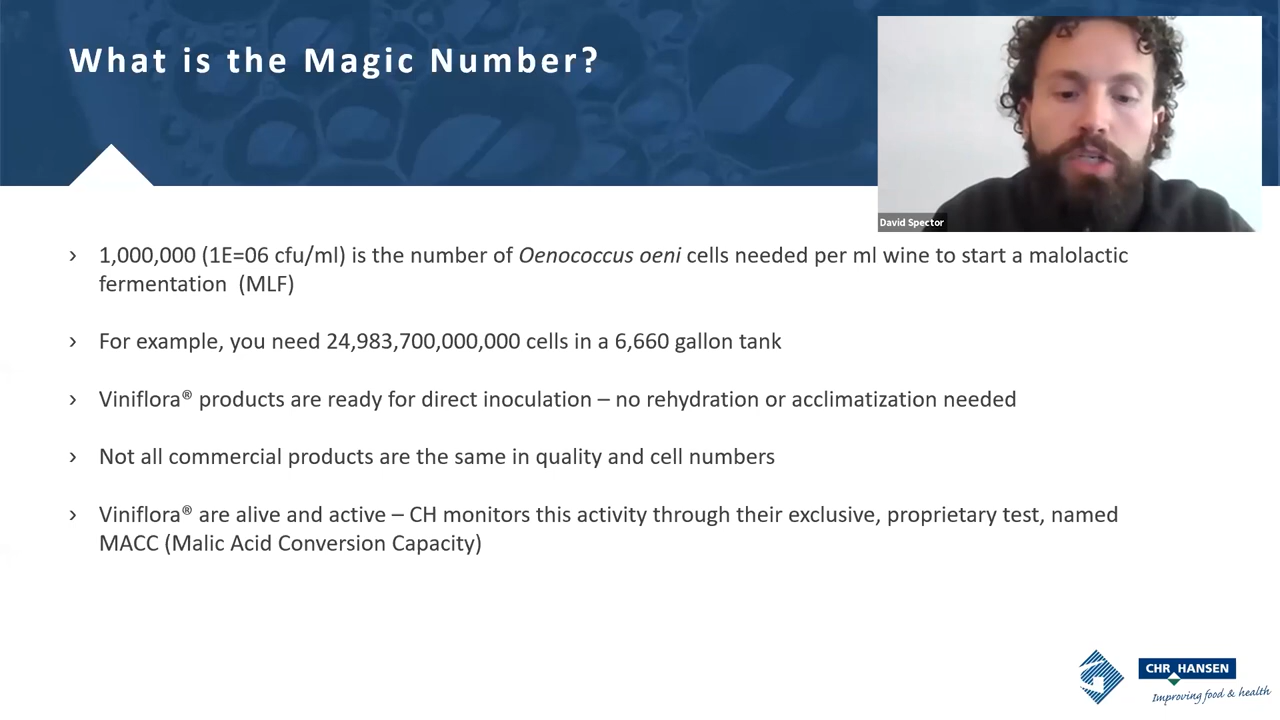 What is the Magic Number?
David Spector
› 1,000,000 (1E=06 cfu/ml) is the number of Oenococcus oeni cells needed per ml wine to start a malolactic
fermentation (MLF)
› For example, you need 24,983,700,000,000 cells in a 6,660 gallon tank
› Viniflora® products are ready for direct inoculation – no rehydration or acclimatization needed
› Not all commercial products are the same in quality and cell numbers
› Viniflora® are alive and active – CH monitors this activity through their exclusive, proprietary test, named
MACC (Malic Acid Conversion Capacity)
CHR HANSEN
Improving food & health